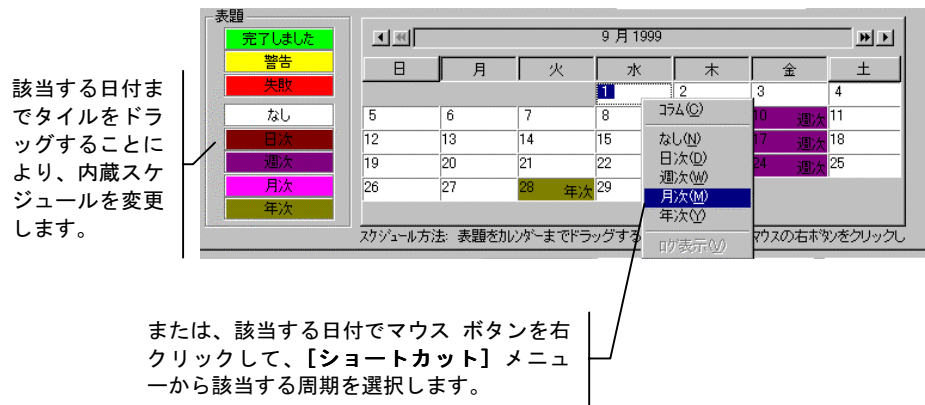 表題
完了しました
警告
失敗
なし
日次
週次
月次
年次
9 月 1999
日 月 火 水 木 金 土
1 2 3 4
5 6 7 8 10 週次 11
12 13 14 15 17 週次 18
19 20 21 22 24 週次 25
26 27 28 年次 29
コラム(C)
なし(N)
日次(D)
週次(W)
月次(M)
年次(Y)
ログ表示(V)
スケジュール方法: 表題をカレンダーまでドラッグする マウスの右ボタンをクリックし
該当する日付ま
でタイルをドラ
ッグすることに
より、内蔵スケ
ジュールを変更
します。
または、該当する日付でマウス ボタンを右
クリックして、[ショートカット] メニュ
ーから該当する周期を選択します。